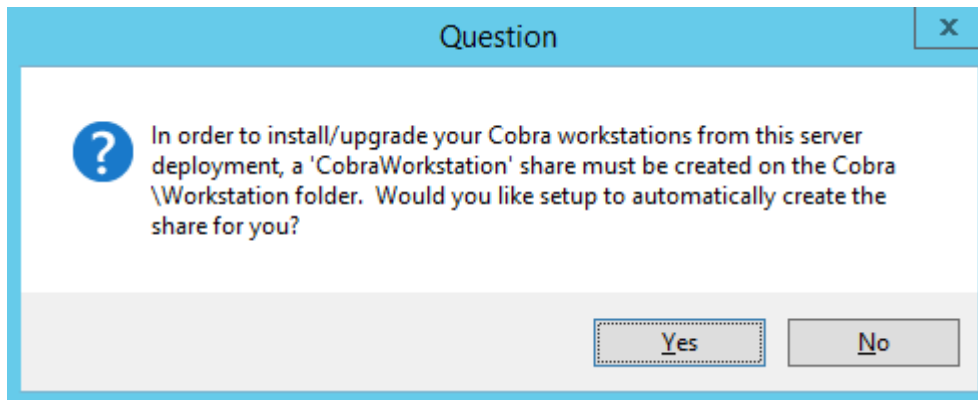 Question
x
In order to install/upgrade your Cobra workstations from this server
deployment, a 'CobraWorkstation' share must be created on the Cobra
\Workstation folder.  Would you like setup to automatically create the
share for you?
?
Yes
No